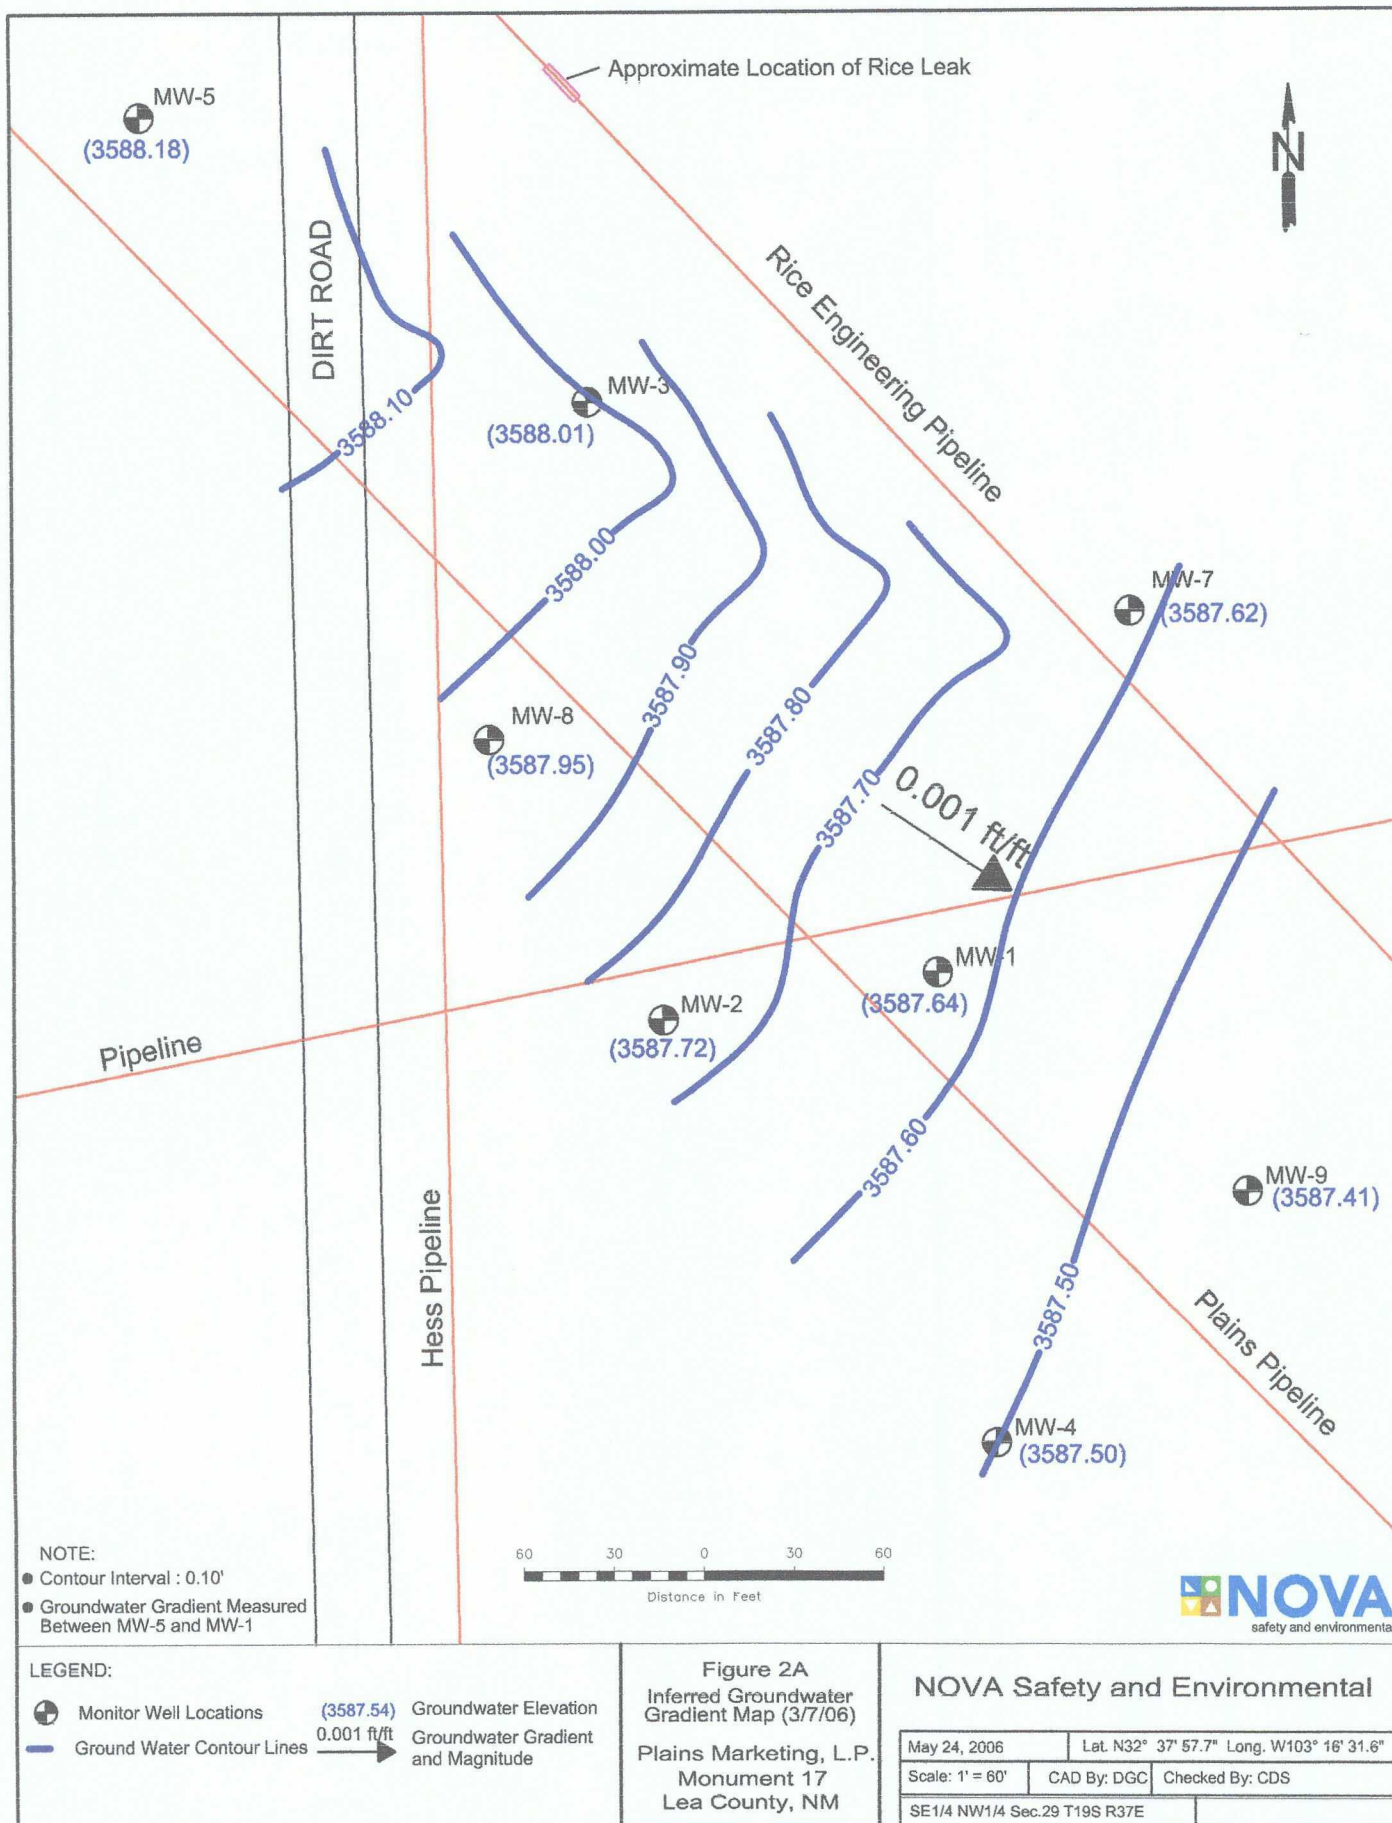 Approximate Location of Rice Leak
MW-5
(3588.18)
N
DIRT ROAD
Rice Engineering Pipeline
MW-3
(3588.01)
3588.10
3588.00
MW-7
(3587.62)
3587.90
3587.80
MW-8
(3587.95)
3587.70
0.001 ft/ft
MW-1
(3587.64)
MW-2
(3587.72)
Pipeline
3587.60
MW-9
(3587.41)
Hess Pipeline
3587.50
Plains Pipeline
MW-4
(3587.50)
NOTE:
Contour Interval : 0.10'
Groundwater Gradient Measured
Between MW-5 and MW-1
60 30 0 30 60
Distance in Feet
NOVA
safety and environmental
LEGEND:
Monitor Well Locations
Ground Water Contour Lines
(3587.54) Groundwater Elevation
0.001 ft/ft Groundwater Gradient
and Magnitude
Figure 2A
Inferred Groundwater
Gradient Map (3/7/06)
Plains Marketing, L.P.
Monument 17
Lea County, NM
NOVA Safety and Environmental
May 24, 2006 Lat. N32° 37' 57.7" Long. W103° 16' 31.6"
Scale: 1' = 60' CAD By: DGC Checked By: CDS
SE1/4 NW1/4 Sec.29 T19S R37E